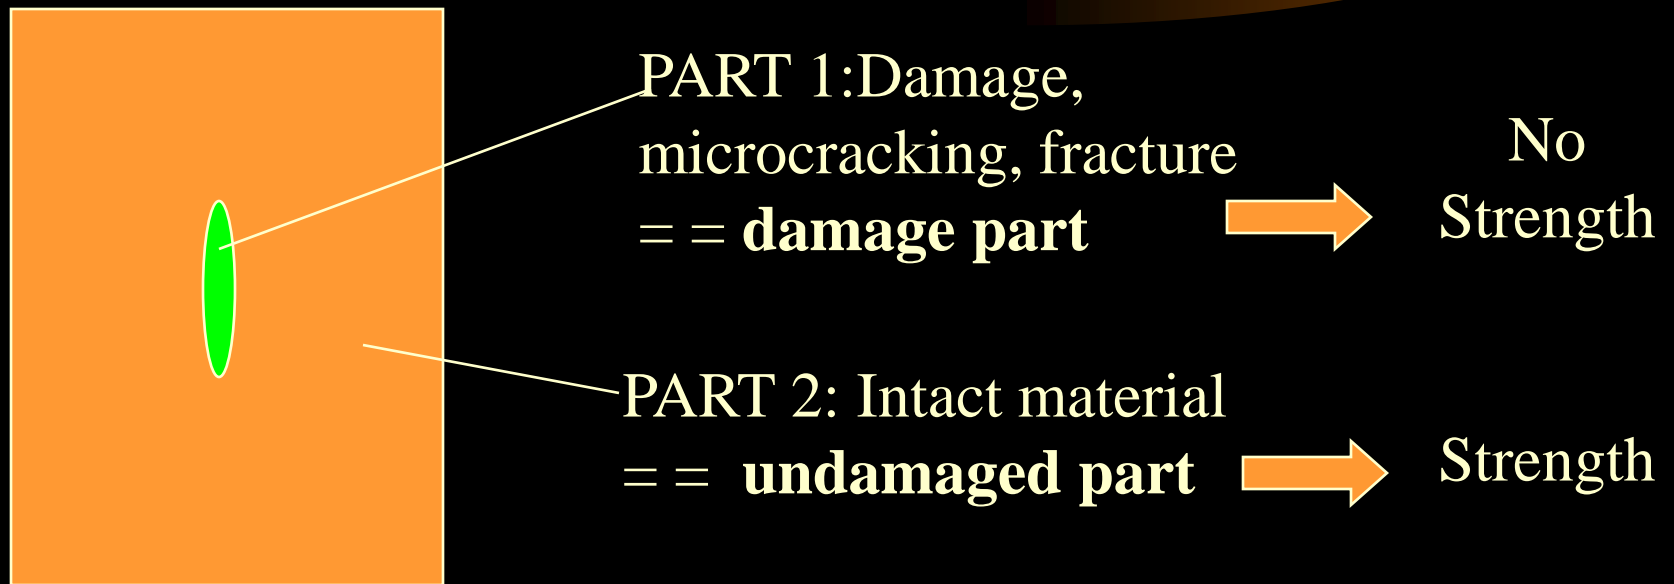 PART 1:Damage,
microcracking, fracture
= = damage part
No
Strength
PART 2: Intact material
= = undamaged part
Strength